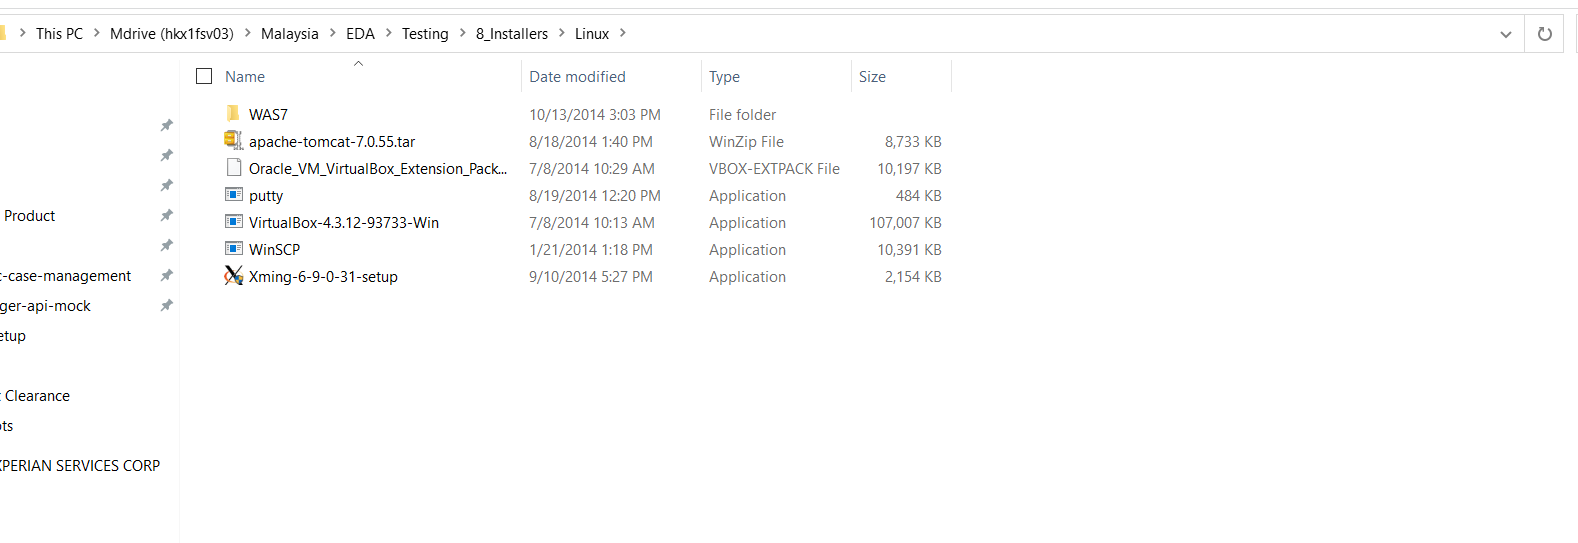 This PC > Mdrive (hkx1fsv03) > Malaysia > EDA > Testing > 8_Installers > Linux >
Name Date modified Type Size
WAS7 10/13/2014 3:03 PM File folder
apache-tomcat-7.0.55.tar 8/18/2014 1:40 PM WinZip File 8,733 KB
Oracle_VM_VirtualBox_Extension_Pack... 7/8/2014 10:29 AM VBOX-EXTPACK File 10,197 KB
putty 8/19/2014 12:20 PM Application 484 KB
VirtualBox-4.3.12-93733-Win 7/8/2014 10:13 AM Application 107,007 KB
WinSCP 1/21/2014 1:18 PM Application 10,391 KB
Xming-6-9-0-31-setup 9/10/2014 5:27 PM Application 2,154 KB
Product
-case-management
ger-api-mock
etup
Clearance
ots
XPERIAN SERVICES CORP